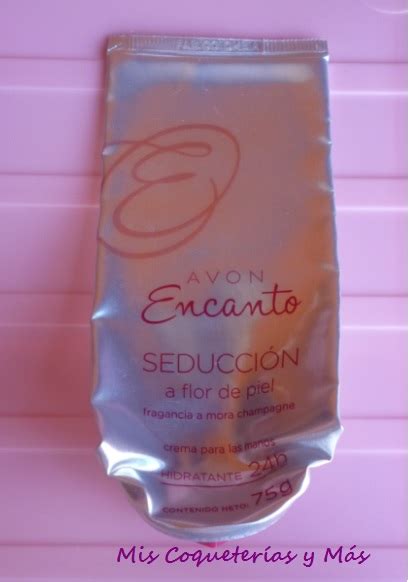 E
AVON
Encanto
SEDUCCIÓN
a flor de piel
fragancia a mora champagne
crema para las manos
HIDRATANTE 24h
CONTENIDO NETO: 75g
Mis Coqueterías y Más